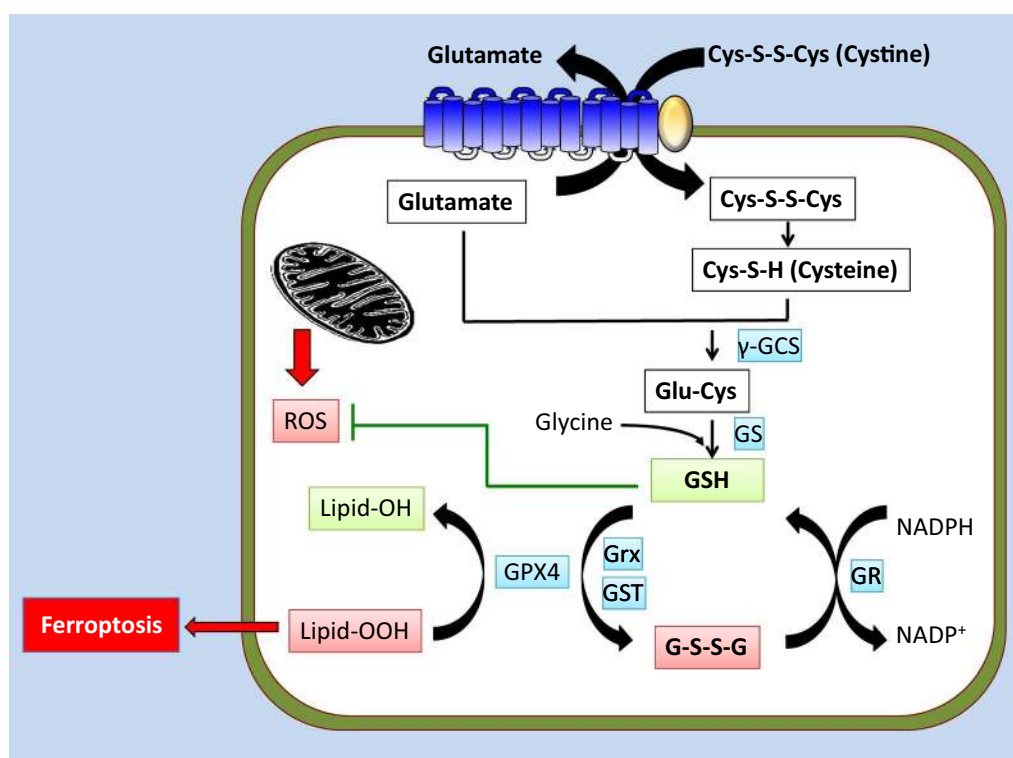 Glutamate
Cys-S-S-Cys (Cystine)
Glutamate
Cys-S-S-Cys
Cys-S-H (Cysteine)
γ-GCS
Glu-Cys
ROS
Glycine
GS
GSH
Lipid-OH
NADPH
Grx
GPX4
GR
GST
Ferroptosis
Lipid-OOH
G-S-S-G
NADP⁺